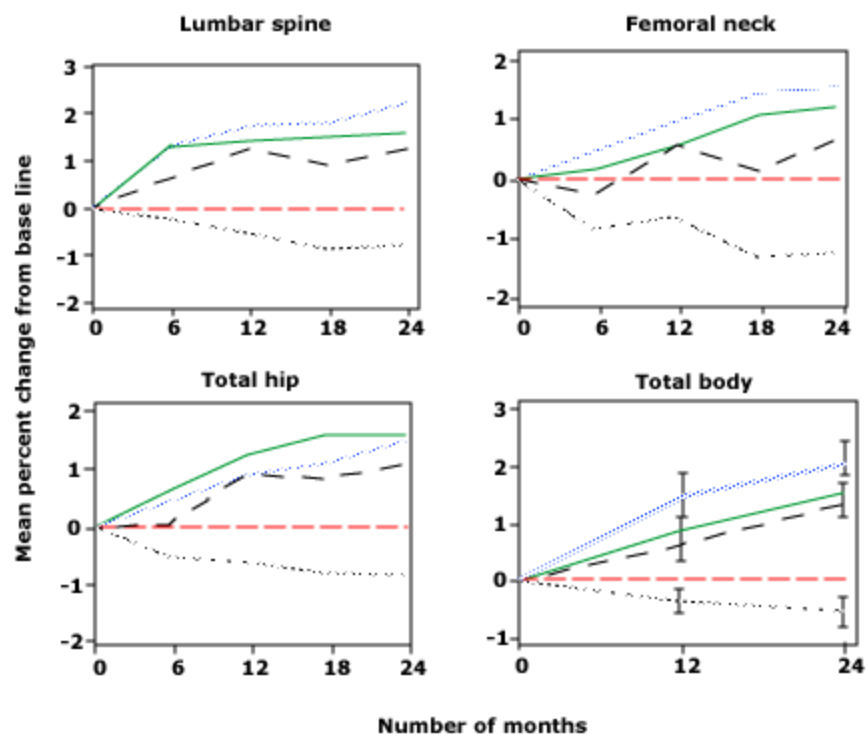 Lumbar spine
Femoral neck
Mean percent change from base line
3
2
1
0
-1
-2
0 6 12 18 24
2
1
0
-1
-2
0 6 12 18 24
Total hip
Total body
2
1
0
-1
-2
0 6 12 18 24
3
2
1
0
-1
0 12 24
Number of months